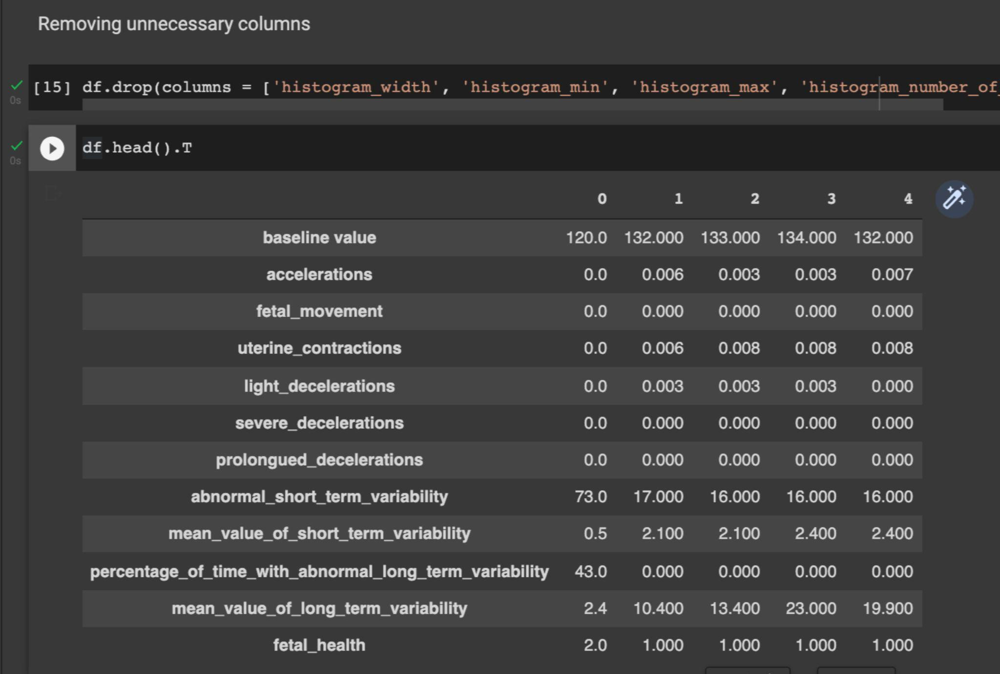 Removing unnecessary columns
[15] df.drop(columns = ['histogram_width', 'histogram_min', 'histogram_max', 'histogram_number_of_
0s
df.head().T
0s
0 1 2 3 4
baseline value 120.0 132.000 133.000 134.000 132.000
accelerations 0.0 0.006 0.003 0.003 0.007
fetal_movement 0.0 0.000 0.000 0.000 0.000
uterine_contractions 0.0 0.006 0.008 0.008 0.008
light_decelerations 0.0 0.003 0.003 0.003 0.000
severe_decelerations 0.0 0.000 0.000 0.000 0.000
prolongued_decelerations 0.0 0.000 0.000 0.000 0.000
abnormal_short_term_variability 73.0 17.000 16.000 16.000 16.000
mean_value_of_short_term_variability 0.5 2.100 2.100 2.400 2.400
percentage_of_time_with_abnormal_long_term_variability 43.0 0.000 0.000 0.000 0.000
mean_value_of_long_term_variability 2.4 10.400 13.400 23.000 19.900
fetal_health 2.0 1.000 1.000 1.000 1.000